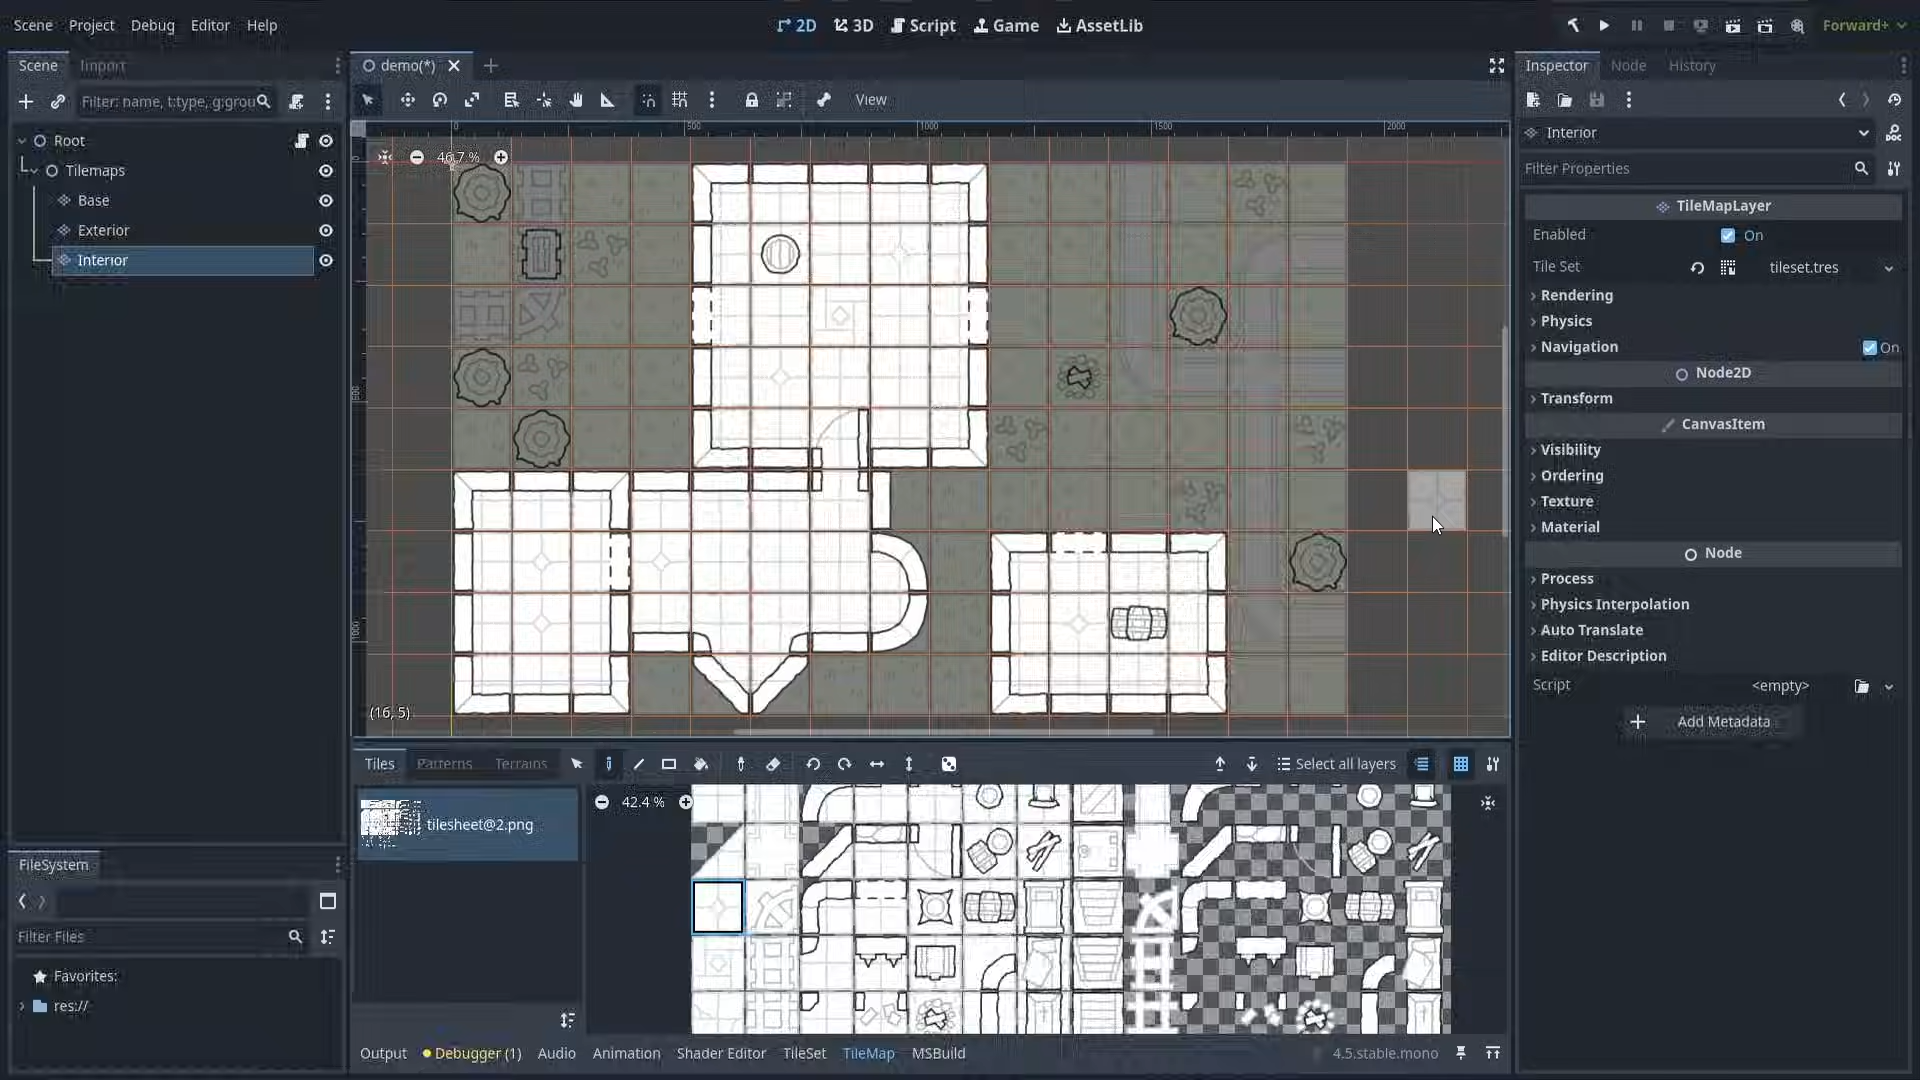 Scene Project Debug Editor Help
2D 3D Script Game AssetLib
Forward+
Scene Import
Filter: name, t:type, g:grou
Root
Tilemaps
Base
Exterior
Interior
FileSystem
Filter Files
Favorites:
res://
demo(*)
View
0 500 1000 1500 2000
46.7 %
500
1000
(16, 5)
Tiles Patterns Terrains
Select all layers
tilesheet@2.png
42.4 %
Output Debugger (1) Audio Animation Shader Editor TileSet TileMap MSBuild
4.5.stable.mono
Inspector Node History
Interior
Filter Properties
TileMapLayer
Enabled On
Tile Set tileset.tres
Rendering
Physics
Navigation On
Node2D
Transform
CanvasItem
Visibility
Ordering
Texture
Material
Node
Process
Physics Interpolation
Auto Translate
Editor Description
Script <empty>
Add Metadata